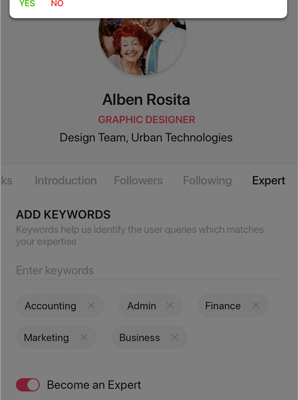 YES NO
Alben Rosita
GRAPHIC DESIGNER
Design Team, Urban Technologies
ks Introduction Followers Following Expert
ADD KEYWORDS
Keywords help us identify the user queries which matches
your expertise
Enter keywords
Accounting × Admin × Finance ×
Marketing × Business ×
Become an Expert